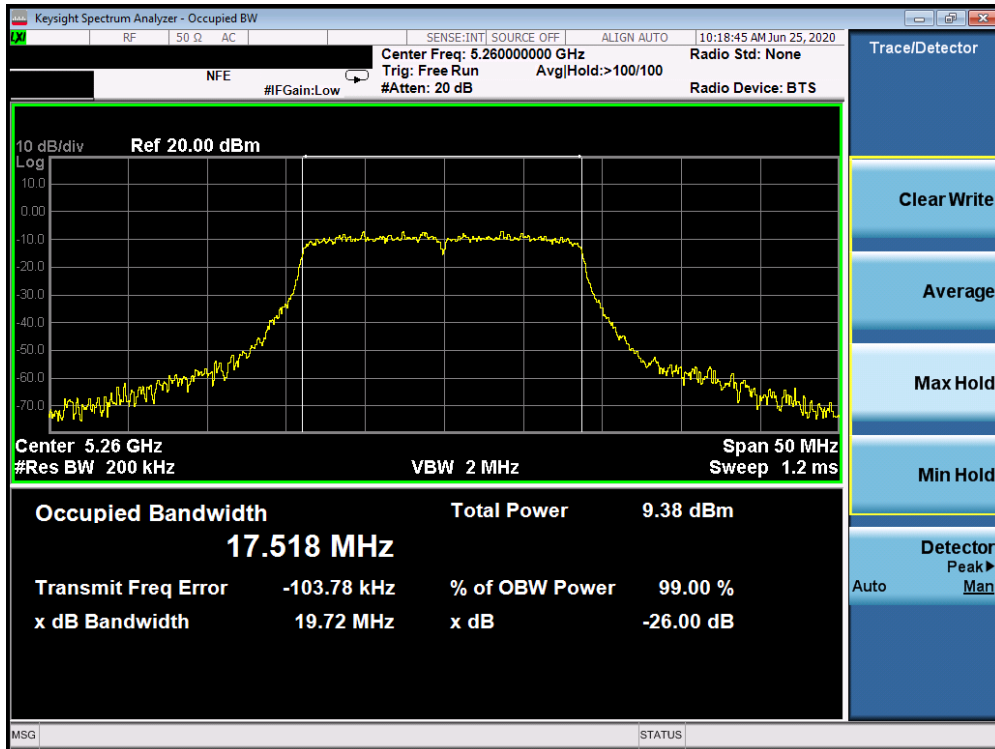 Keysight Spectrum Analyzer - Occupied BW
LXI RF 50 Ω AC SENSE:INT SOURCE OFF ALIGN AUTO 10:18:45 AM Jun 25, 2020
Center Freq: 5.260000000 GHz Radio Std: None
NFE Trig: Free Run Avg|Hold:>100/100
#IFGain:Low #Atten: 20 dB Radio Device: BTS
10 dB/div Ref 20.00 dBm
Log
10.0
0.00
-10.0
-20.0
-30.0
-40.0
-50.0
-60.0
-70.0
Center 5.26 GHz Span 50 MHz
#Res BW 200 kHz VBW 2 MHz Sweep 1.2 ms
Occupied Bandwidth Total Power 9.38 dBm
17.518 MHz
Transmit Freq Error -103.78 kHz % of OBW Power 99.00 %
x dB Bandwidth 19.72 MHz x dB -26.00 dB
Trace/Detector
Clear Write
Average
Max Hold
Min Hold
Detector
Peak▶
Auto Man
MSG STATUS